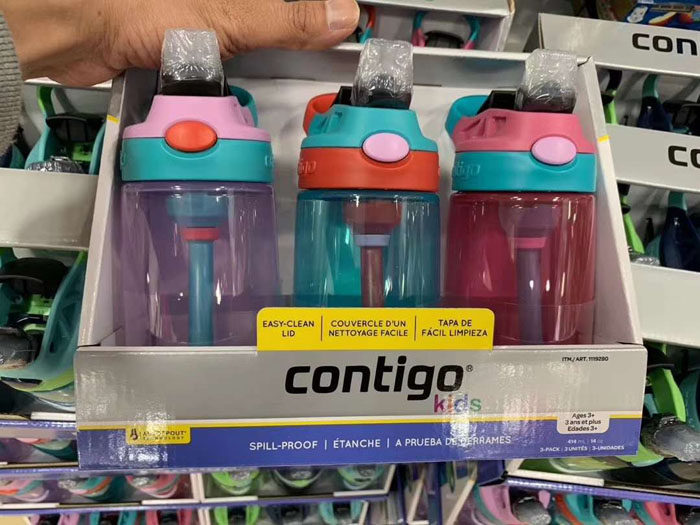 CON
CO
EASY-CLEAN
LID
COUVERCLE D'UN
NETTOYAGE FACILE
TAPA DE
FÁCIL LIMPIEZA
ITM/ART. 1119280
contigo®
kids
Ages 3+
3 ans et plus
Edades 3+
SPILL-PROOF | ÉTANCHE | A PRUEBA DE DERRAMES
414 mL | 14 oz
3-PACK | 3 UNITÉS | 3-UNIDADES